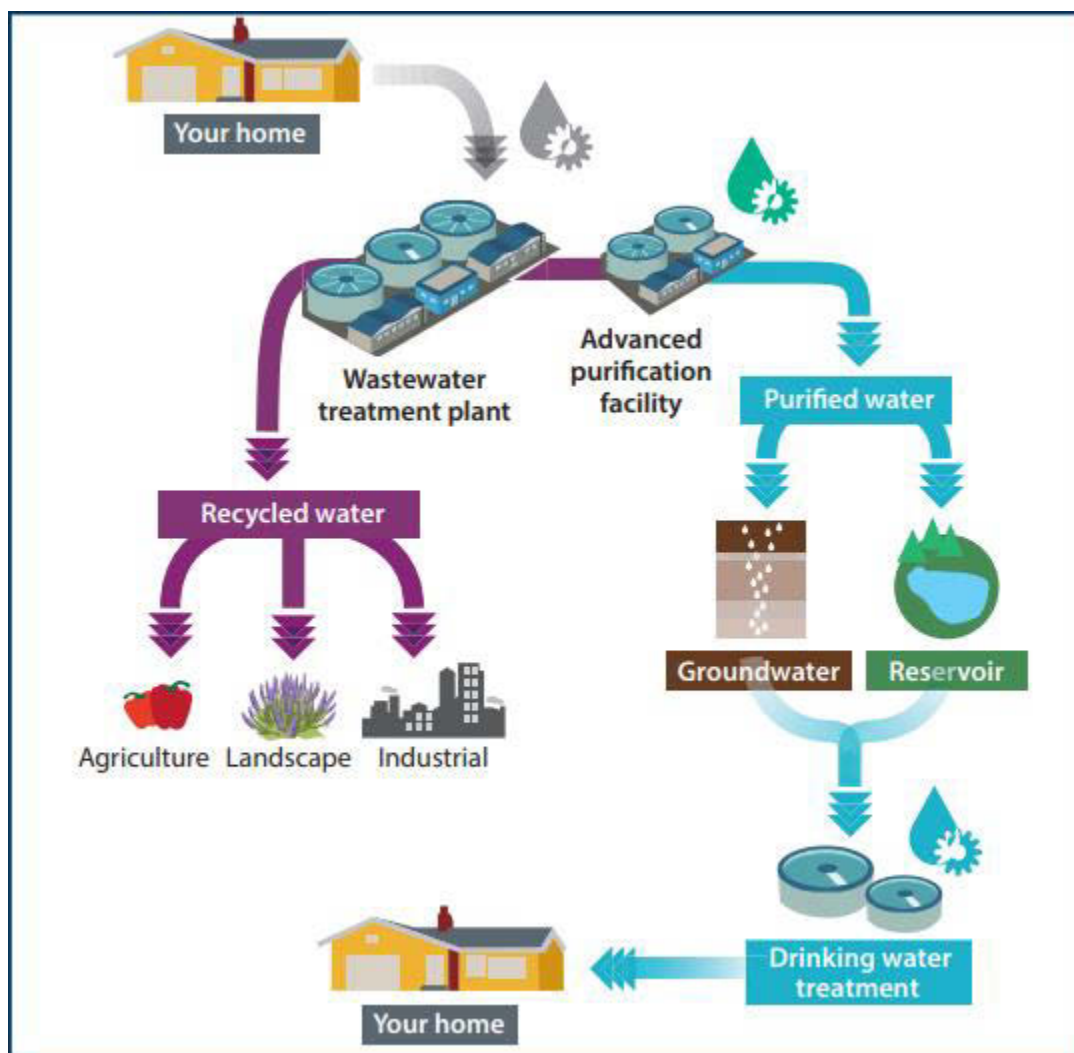 Your home
Wastewater
treatment plant
Advanced
purification
facility
Purified water
Recycled water
Groundwater
Reservoir
Agriculture
Landscape
Industrial
Drinking water
treatment
Your home